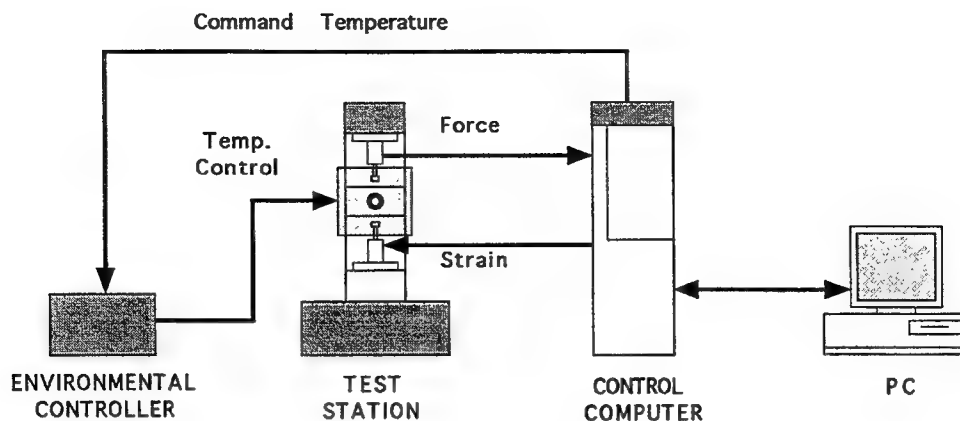 Command Temperature
Force
Temp.
Control
Strain
ENVIRONMENTAL
CONTROLLER
TEST
STATION
CONTROL
COMPUTER
PC